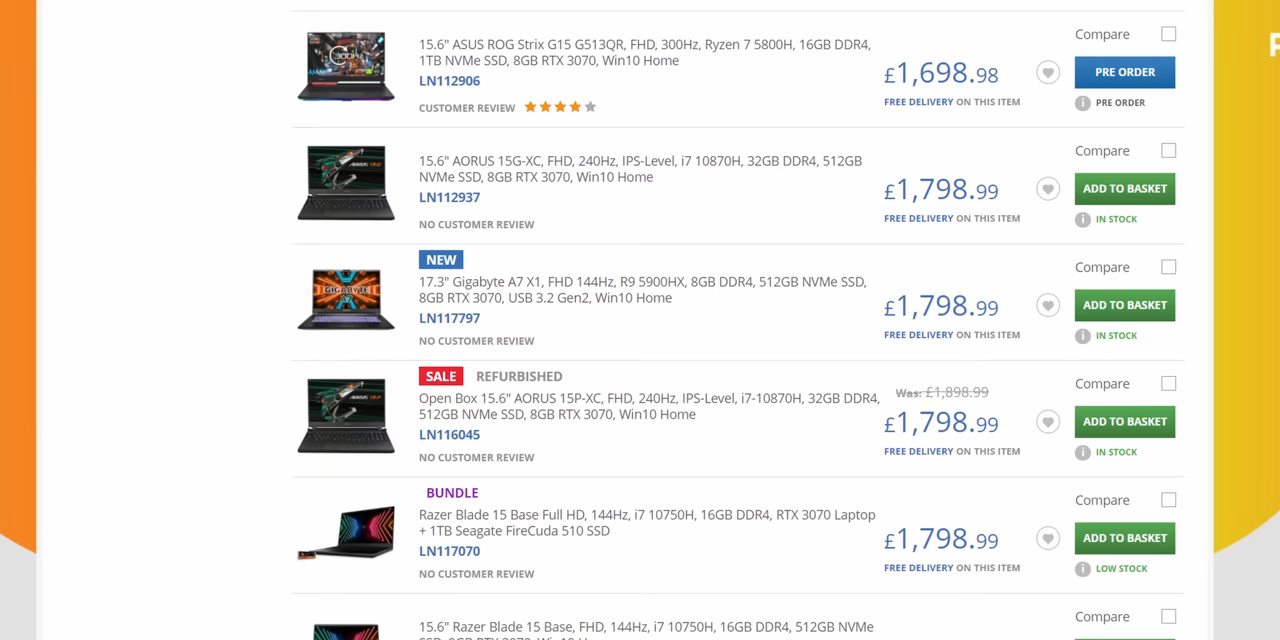 15.6" ASUS ROG Strix G15 G513QR, FHD, 300Hz, Ryzen 7 5800H, 16GB DDR4,
1TB NVMe SSD, 8GB RTX 3070, Win10 Home
LN112906
CUSTOMER REVIEW
£1,698.98
FREE DELIVERY ON THIS ITEM
Compare
PRE ORDER
PRE ORDER
15.6" AORUS 15G-XC, FHD, 240Hz, IPS-Level, i7 10870H, 32GB DDR4, 512GB
NVMe SSD, 8GB RTX 3070, Win10 Home
LN112937
NO CUSTOMER REVIEW
£1,798.99
FREE DELIVERY ON THIS ITEM
Compare
ADD TO BASKET
IN STOCK
NEW
17.3" Gigabyte A7 X1, FHD 144Hz, R9 5900HX, 8GB DDR4, 512GB NVMe SSD,
8GB RTX 3070, USB 3.2 Gen2, Win10 Home
LN117797
NO CUSTOMER REVIEW
£1,798.99
FREE DELIVERY ON THIS ITEM
Compare
ADD TO BASKET
IN STOCK
SALE REFURBISHED
Open Box 15.6" AORUS 15P-XC, FHD, 240Hz, IPS-Level, i7-10870H, 32GB DDR4,
512GB NVMe SSD, 8GB RTX 3070, Win10 Home
LN116045
NO CUSTOMER REVIEW
Was: £1,898.99
£1,798.99
FREE DELIVERY ON THIS ITEM
Compare
ADD TO BASKET
IN STOCK
BUNDLE
Razer Blade 15 Base Full HD, 144Hz, i7 10750H, 16GB DDR4, RTX 3070 Laptop
+ 1TB Seagate FireCuda 510 SSD
LN117070
NO CUSTOMER REVIEW
£1,798.99
FREE DELIVERY ON THIS ITEM
Compare
ADD TO BASKET
LOW STOCK
15.6" Razer Blade 15 Base, FHD, 144Hz, i7 10750H, 16GB DDR4, 512GB NVMe
SSD, 8GB RTX 3070, Win10 Home
Compare